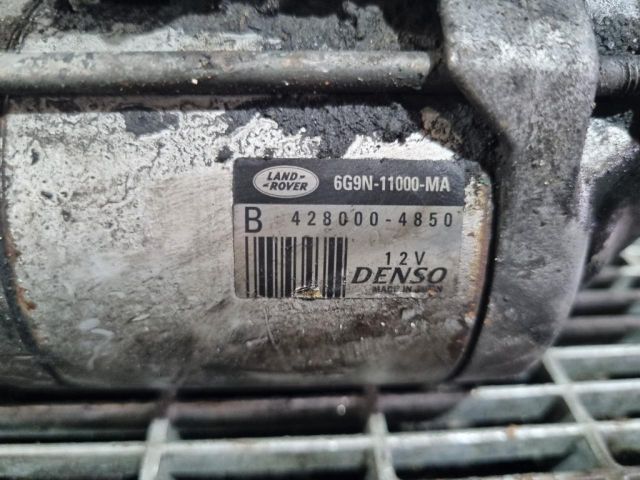 LAND-
-ROVER
6G9N-11000-MA
B 428000-4850
12V
DENSO
MADE IN JAPAN